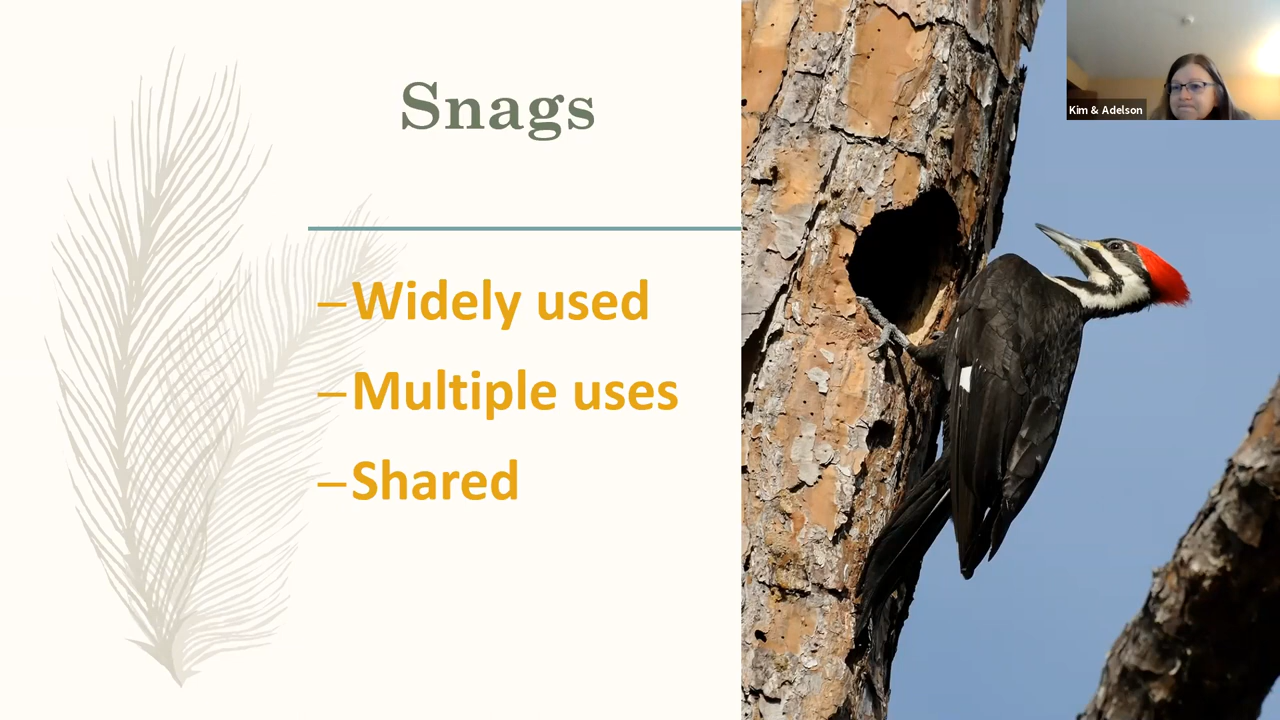 Snags
–Widely used
–Multiple uses
–Shared
Kim & Adelson